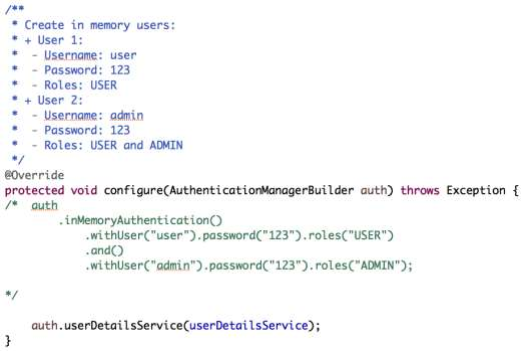 /**
 * Create in memory users:
 * + User 1:
 *  - Username: user
 *  - Password: 123
 *  - Roles: USER
 * + User 2:
 *  - Username: admin
 *  - Password: 123
 *  - Roles: USER and ADMIN
 */
@Override
protected void configure(AuthenticationManagerBuilder auth) throws Exception {
/*  auth
        .inMemoryAuthentication()
            .withUser("user").password("123").roles("USER")
            .and()
            .withUser("admin").password("123").roles("ADMIN");
*/
    auth.userDetailsService(userDetailsService);
}